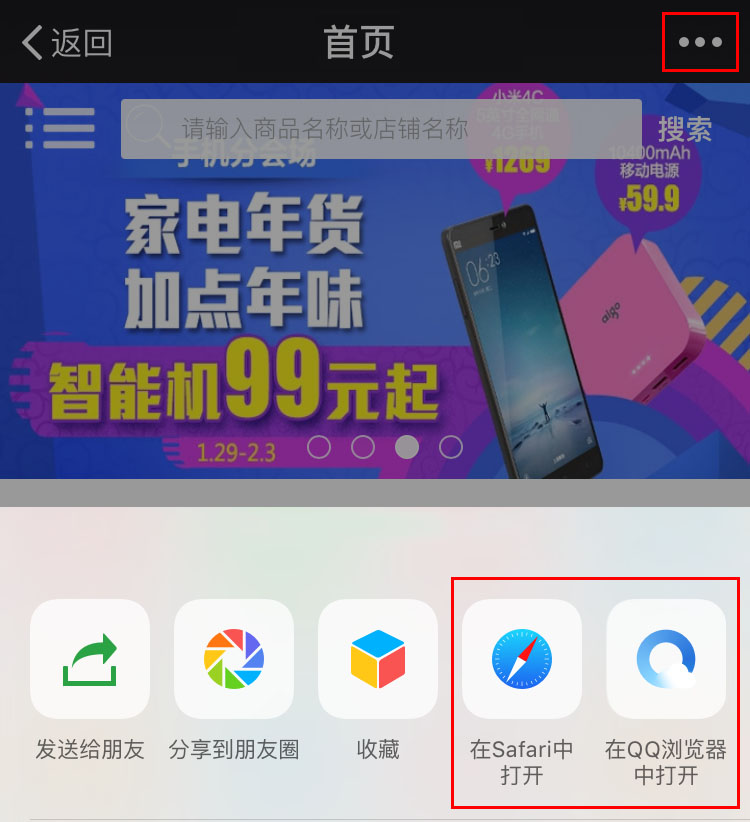 返回
首页
请输入商品名称或店铺名称
搜索
小米4C
5英寸全网通
4G手机
¥1269
手机分会场
10400mAh
移动电源
¥59.9
家电年货
加点年味
智能机99元起
1.29-2.3
06:23
aigo
发送给朋友
分享到朋友圈
收藏
在Safari中
打开
在QQ浏览器
中打开